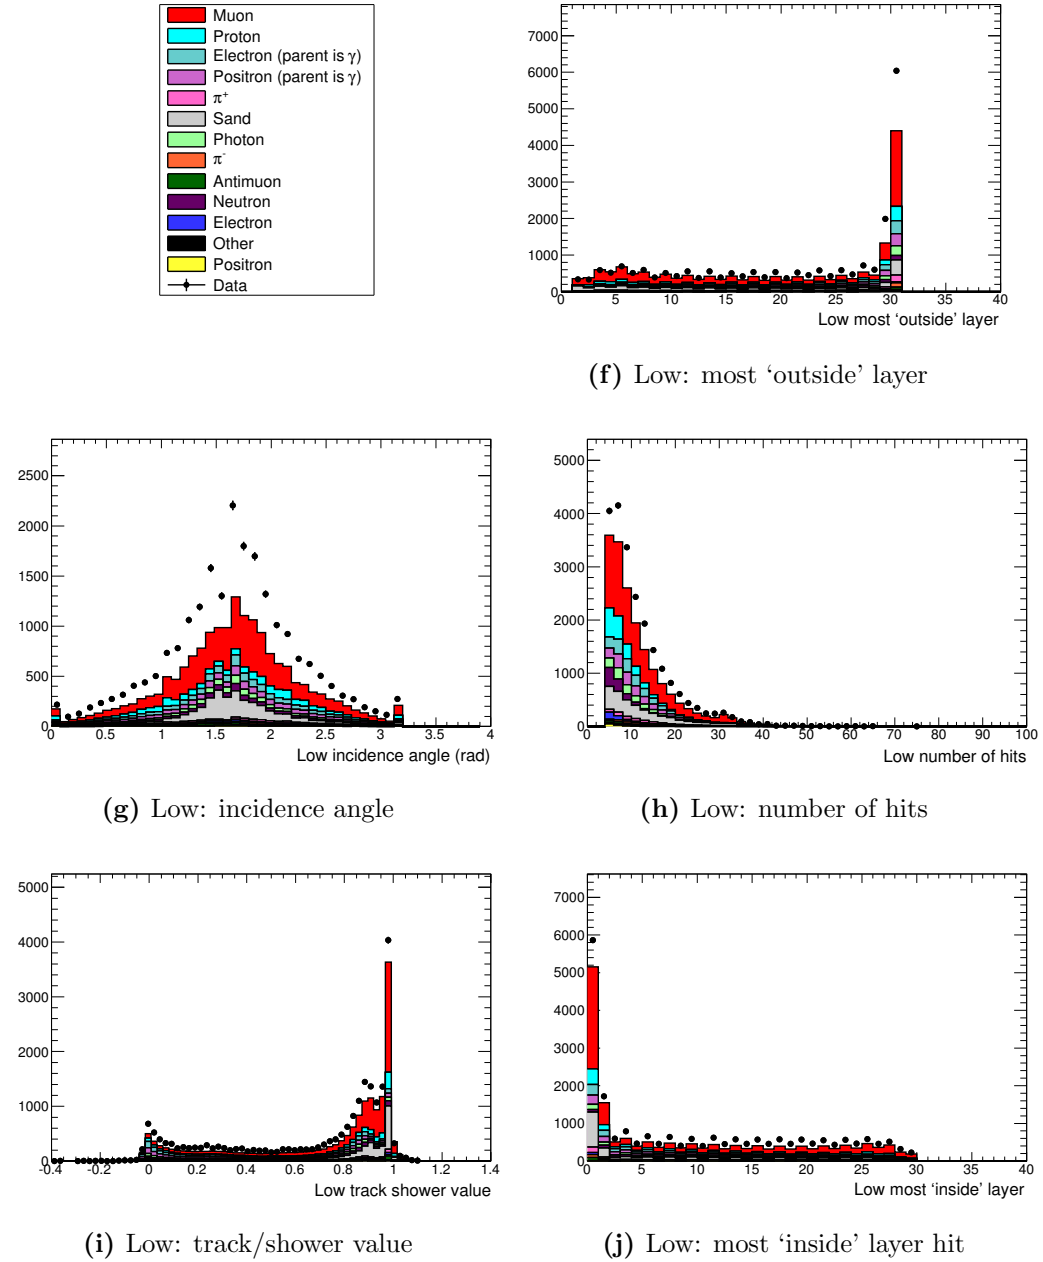 Muon
Proton
Electron (parent is γ)
Positron (parent is γ)
π+
Sand
Photon
π-
Antimuon
Neutron
Electron
Other
Positron
Data
7000
6000
5000
4000
3000
2000
1000
0
0 5 10 15 20 25 30 35 40
Low most ‘outside’ layer
(f) Low: most ‘outside’ layer
2500
2000
1500
1000
500
0
0 0.5 1 1.5 2 2.5 3 3.5 4
Low incidence angle (rad)
(g) Low: incidence angle
5000
4000
3000
2000
1000
0
0 10 20 30 40 50 60 70 80 90 100
Low number of hits
(h) Low: number of hits
5000
4000
3000
2000
1000
0
-0.4 -0.2 0 0.2 0.4 0.6 0.8 1 1.2 1.4
Low track shower value
(i) Low: track/shower value
7000
6000
5000
4000
3000
2000
1000
0
0 5 10 15 20 25 30 35 40
Low most ‘inside’ layer
(j) Low: most ‘inside’ layer hit